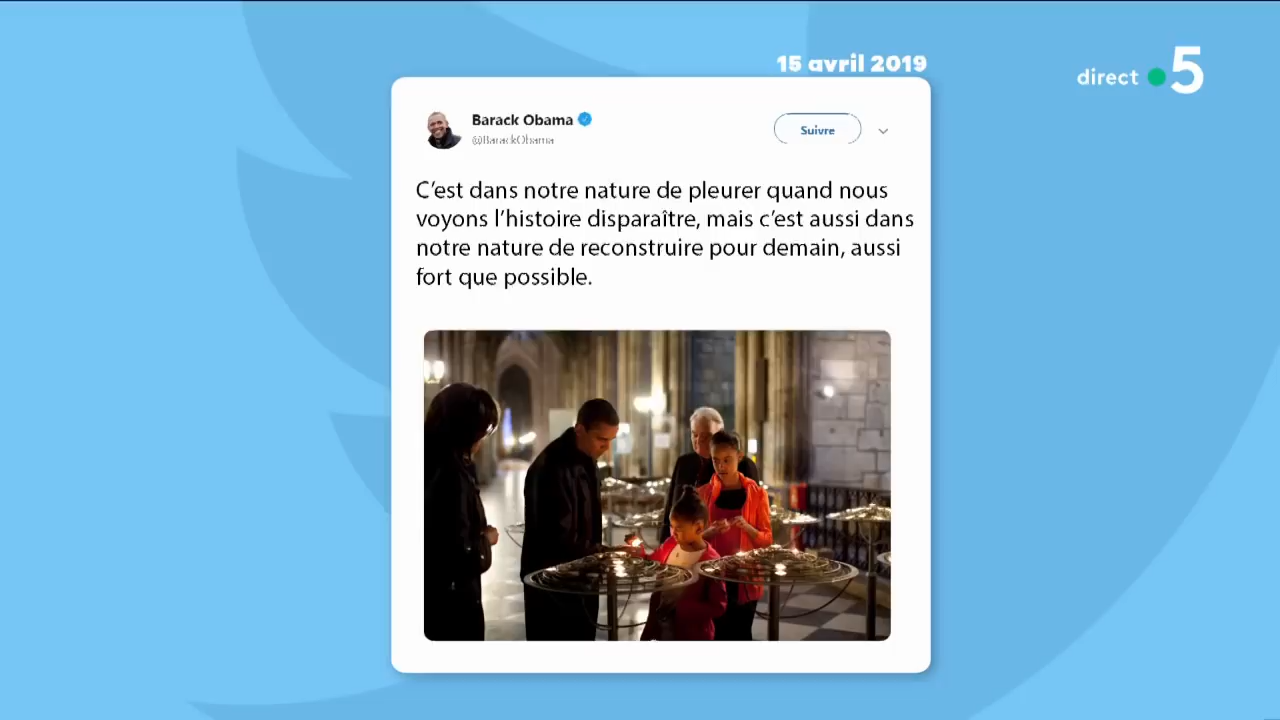 15 avril 2019
direct 5
Barack Obama
@BarackObama
Suivre
C’est dans notre nature de pleurer quand nous
voyons l’histoire disparaître, mais c’est aussi dans
notre nature de reconstruire pour demain, aussi
fort que possible.